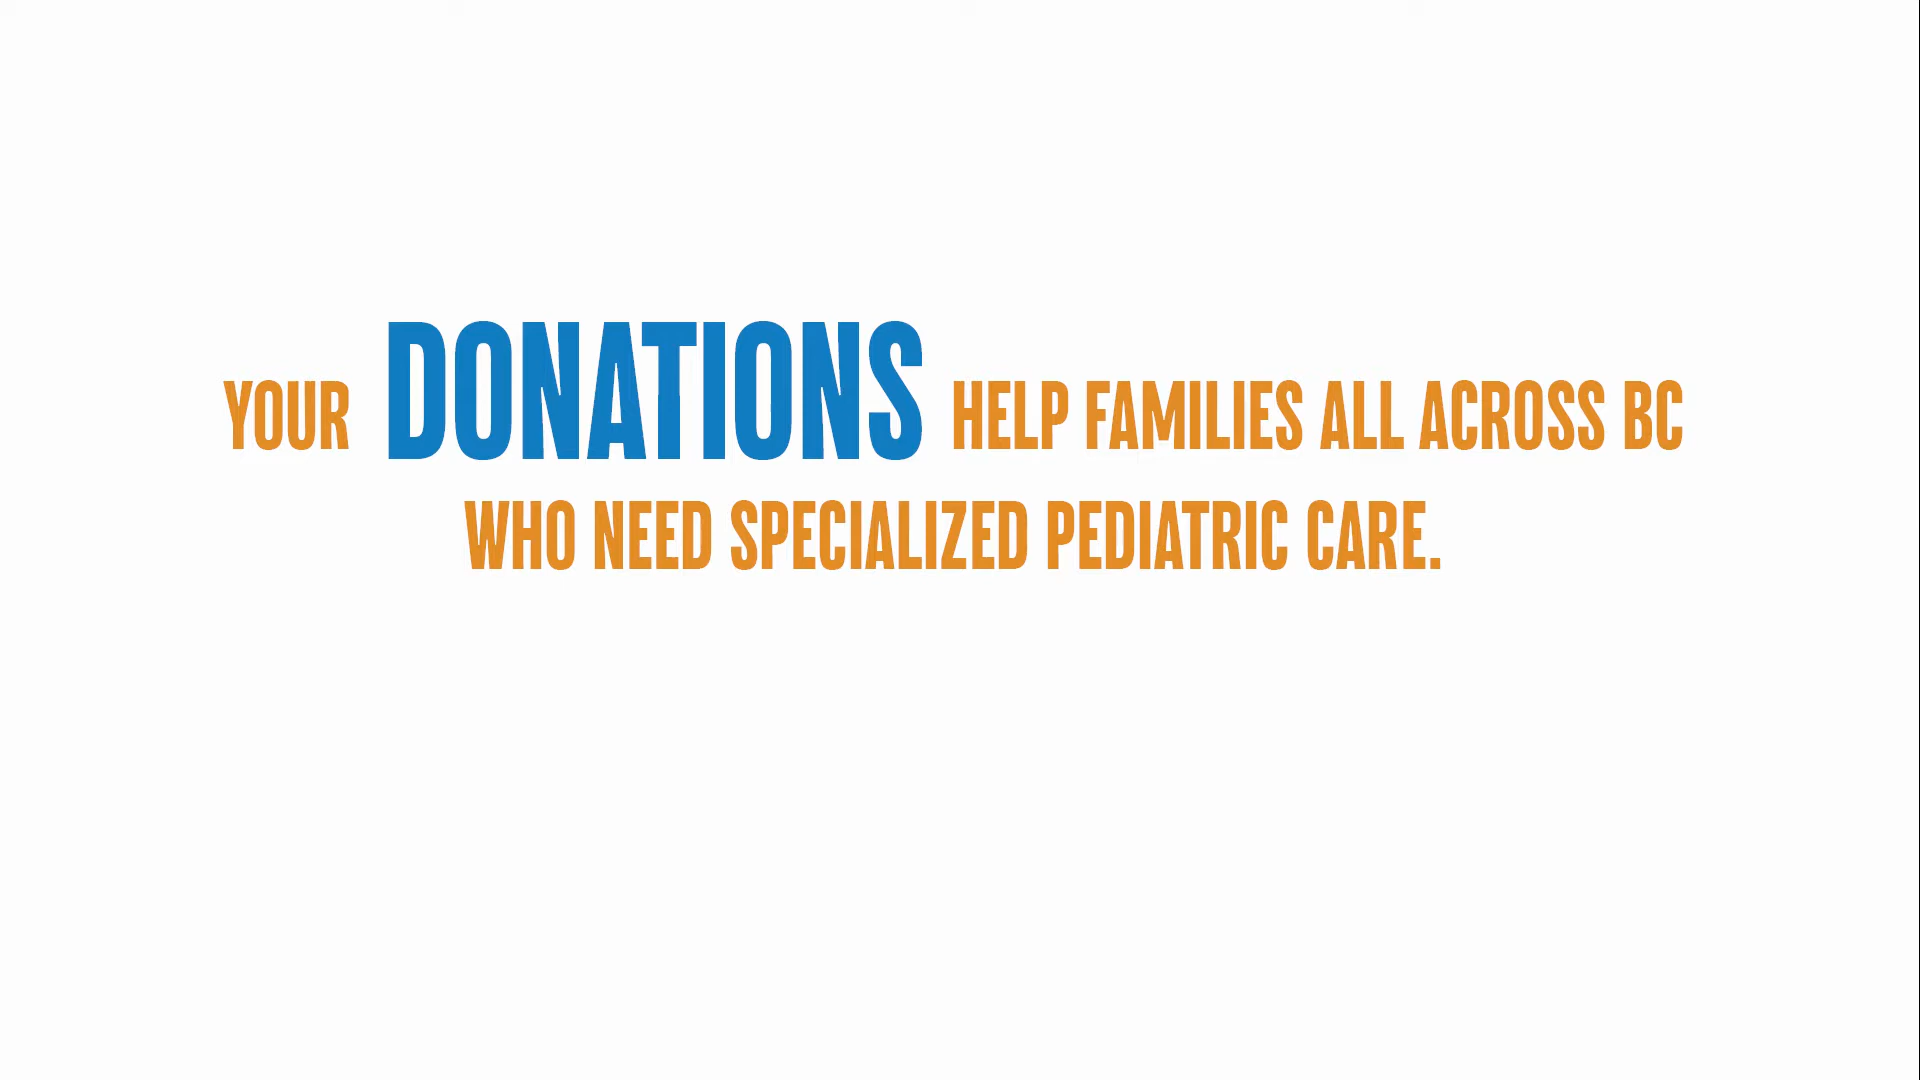 YOUR DONATIONS HELP FAMILIES ALL ACROSS BC
WHO NEED SPECIALIZED PEDIATRIC CARE.